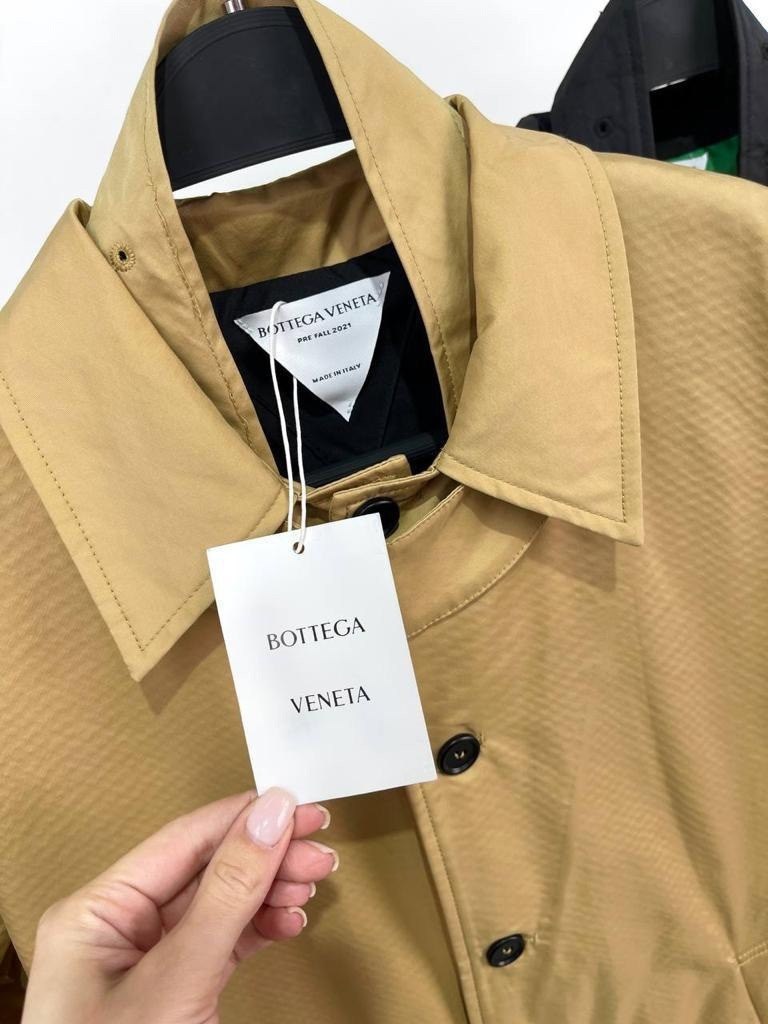 BOTTEGA VENETA
PRE FALL 2021
MADE IN ITALY
BOTTEGA
VENETA